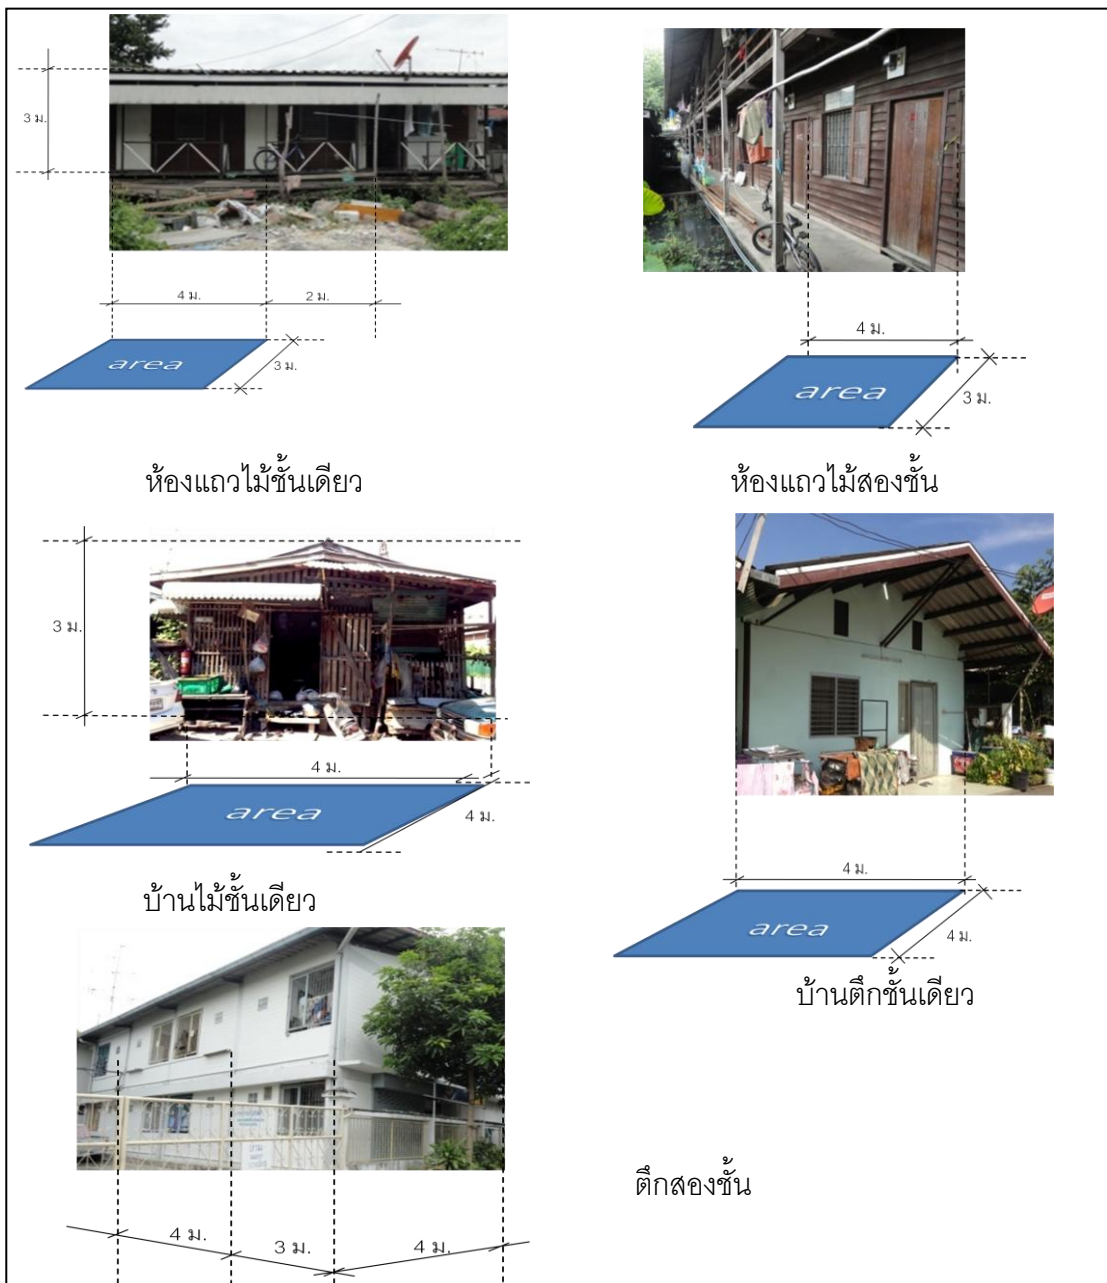 3 ม.
4 ม.
2 ม.
area
3 ม.
4 ม.
area
3 ม.
ห้องแถวไม้ชั้นเดียว
ห้องแถวไม้สองชั้น
3 ม.
4 ม.
area
4 ม.
บ้านไม้ชั้นเดียว
4 ม.
area
4 ม.
บ้านตึกชั้นเดียว
ตึกสองชั้น
4 ม.
3 ม.
4 ม.